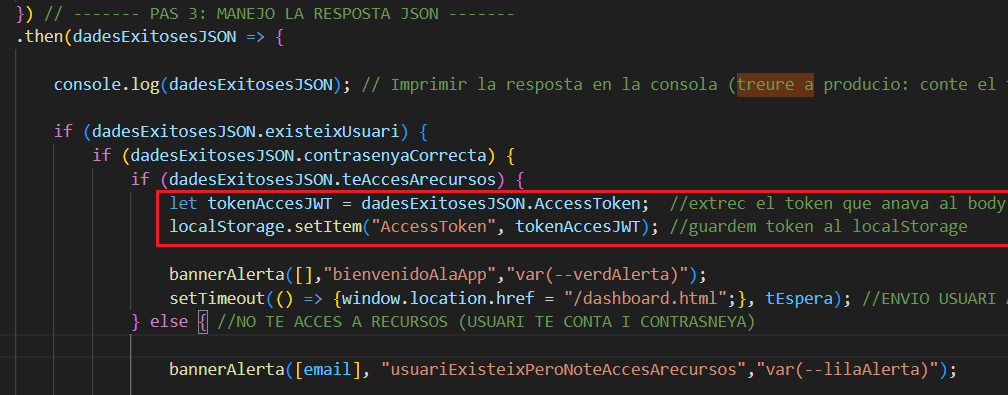 }) // ------- PAS 3: MANEJO LA RESPOSTA JSON -------
.then(dadesExitosesJSON => {
console.log(dadesExitosesJSON); // Imprimir la resposta en la consola (treure a producio: conte el
if (dadesExitosesJSON.existeixUsuari) {
if (dadesExitosesJSON.contrasenyaCorrecta) {
if (dadesExitosesJSON.teAccesArecursos) {
let tokenAccesJWT = dadesExitosesJSON.AccessToken;  //extrec el token que anava al body
localStorage.setItem("AccessToken", tokenAccesJWT); //guardem token al localStorage
bannerAlerta([],"bienvenidoAlaApp","var(--verdAlerta)");
setTimeout(() => {window.location.href = "/dashboard.html";}, tEspera); //ENVIO USUARI
} else { //NO TE ACCES A RECURSOS (USUARI TE CONTA I CONTRASNEYA)
bannerAlerta([email], "usuariExisteixPeroNoteAccesArecursos","var(--lilaAlerta)");